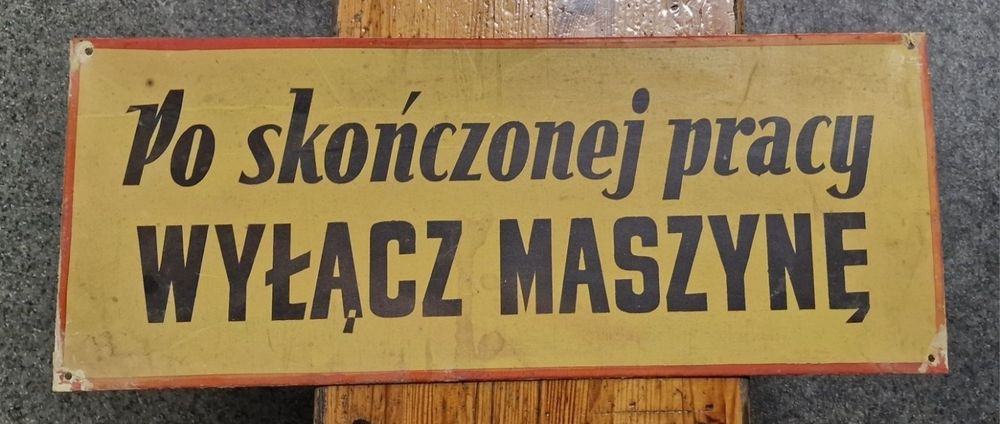 Po skończonej pracy
WYŁĄCZ MASZYNĘ